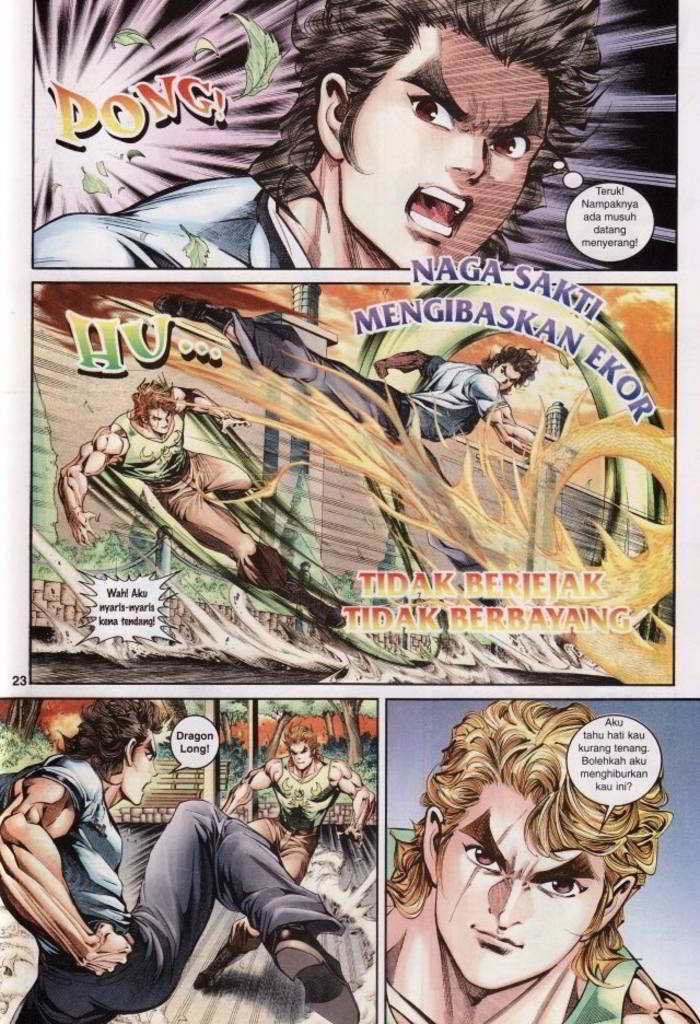 PONG!
Teruk!
Nampaknya
ada musuh
datang
menyerang!
NAGA SAKTI
MENGIBASKAN EKOR
HU...
Wah! Aku
nyaris-nyaris
kena tendang!
TIDAK BERJEJAK
TIDAK BERBAYANG
23
Dragon
Long!
Aku
tahu hati kau
kurang tenang.
Bolehkah aku
menghiburkan
kau ini?